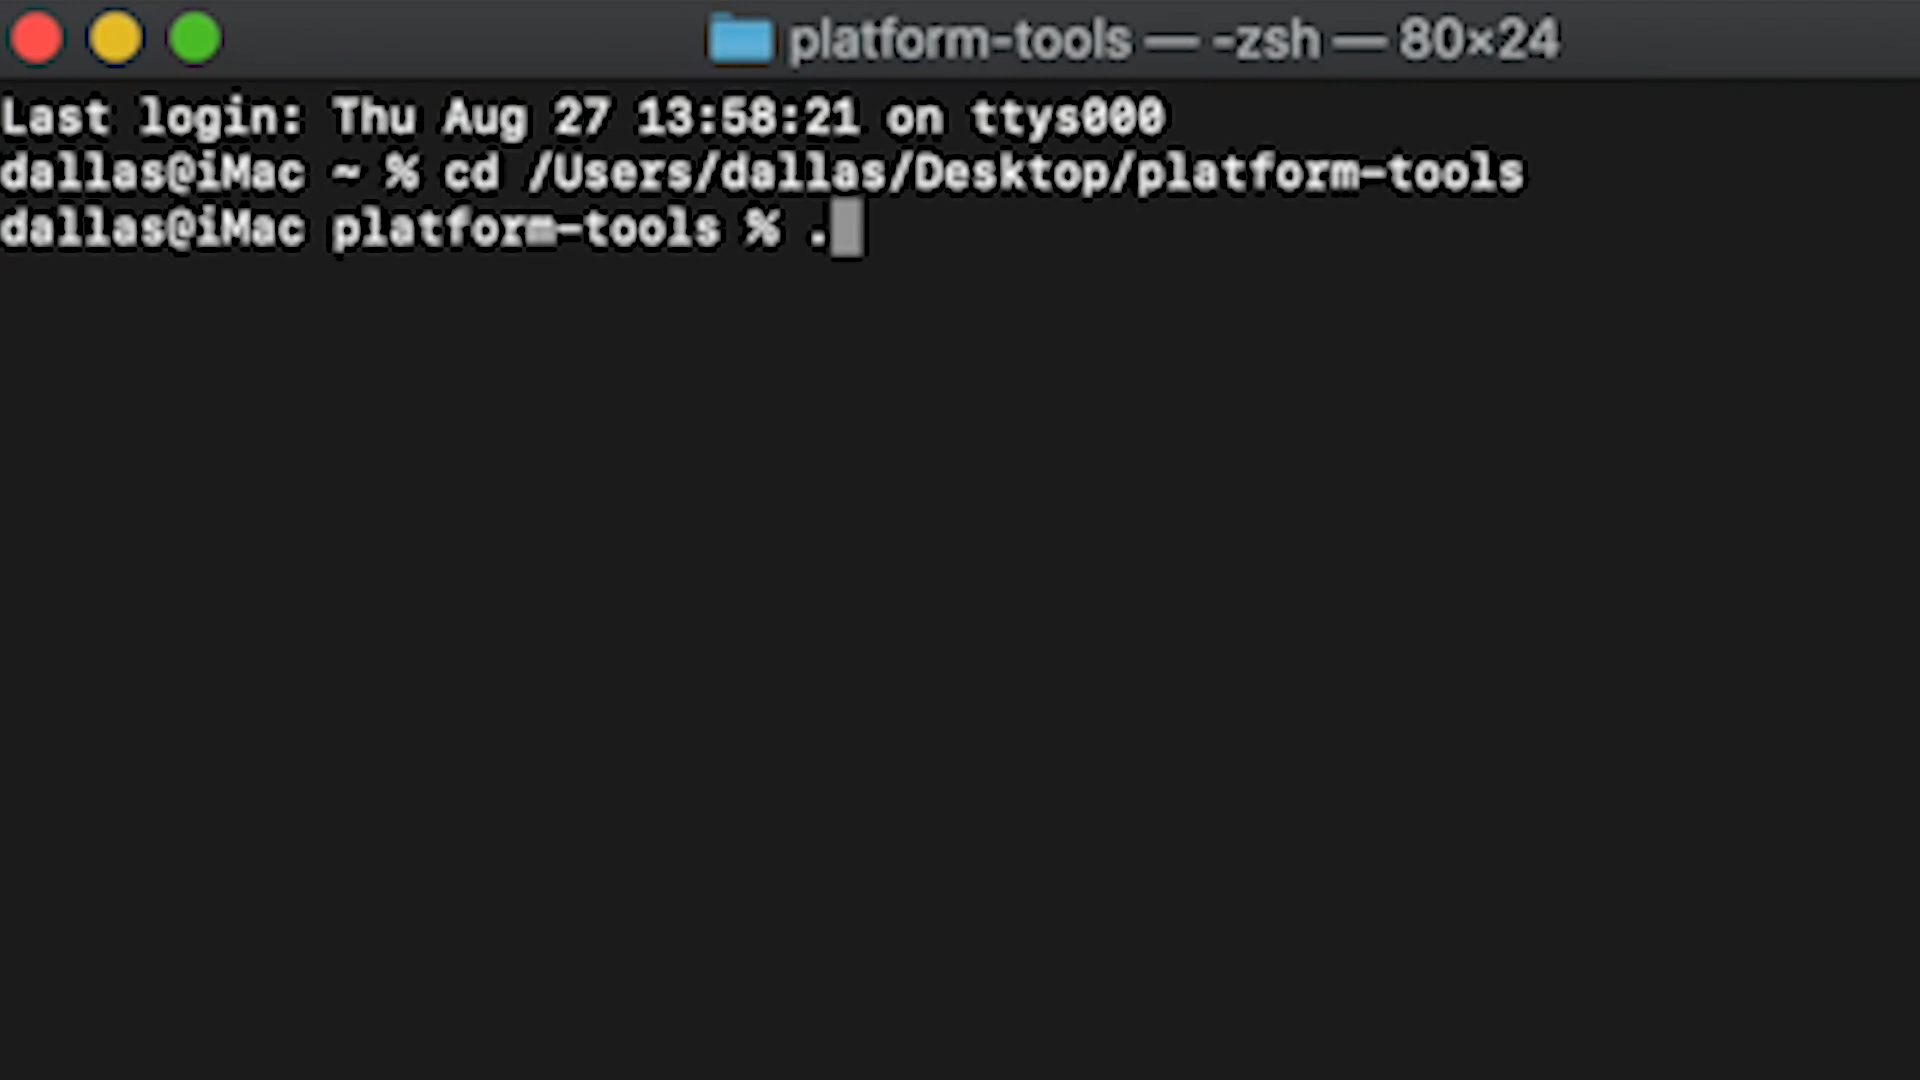 platform-tools — -zsh — 80×24
Last login: Thu Aug 27 13:58:21 on ttys000
dallas@iMac ~ % cd /Users/dallas/Desktop/platform-tools
dallas@iMac platform-tools % .